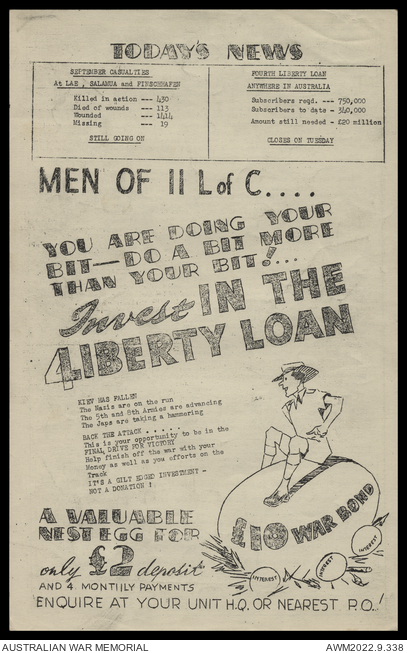 TODAY'S NEWS
SEPTEMBER CASUALTIES
At LAE, SALAMUA and FINSCHHAFEN
Killed in action --- 430
Died of wounds --- 113
Wounded --- 1414
Missing --- 19
STILL GOING ON
FOURTH LIBERTY LOAN
ANYWHERE IN AUSTRALIA
Subscribers reqd. --- 750,000
Subscribers to date - 340,000
Amount still needed - £20 million
CLOSES ON TUESDAY
MEN OF 11 L of C....
YOU ARE DOING YOUR
BIT—DO A BIT MORE
THAN YOUR BIT!...
Invest IN THE
4 LIBERTY LOAN
KIEV HAS FALLEN
The Nazis are on the run
The 5th and 8th Armies are advancing
The Japs are taking a hammering
BACK THE ATTACK ......
This is your opportunity to be in the
FINAL DRIVE FOR VICTORY
Help finish off the war with your
Money as well as you efforts on the
Track
IT'S A GILT EDGED INVESTMENT -
NOT A DONATION !
£10 WAR BOND
INTEREST
INTEREST
INTEREST
A VALUABLE
NEST EGG FOR
only £2 deposit
AND 4 MONTHLY PAYMENTS
ENQUIRE AT YOUR UNIT H.Q. OR NEAREST P.O..!
AUSTRALIAN WAR MEMORIAL
AWM2022.9.338